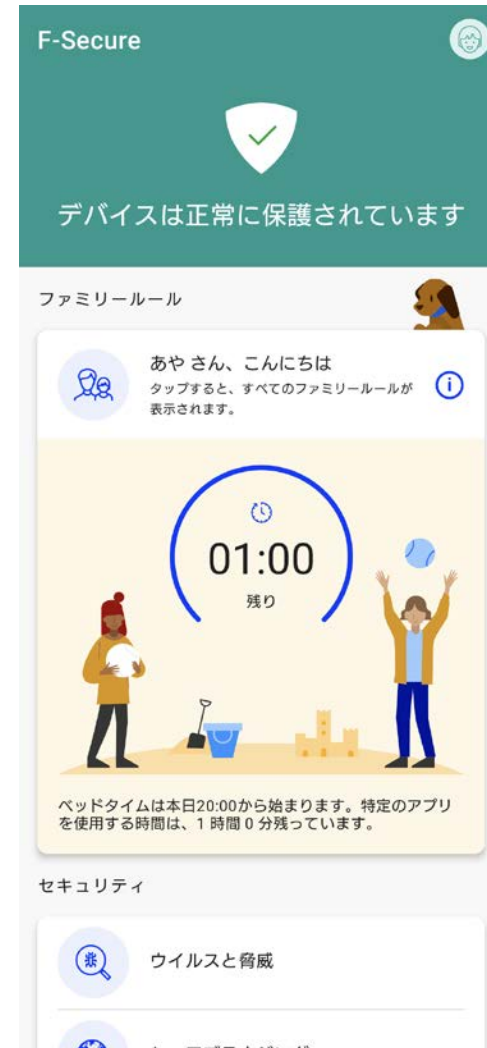 F-Secure
デバイスは正常に保護されています
ファミリールール
あや さん、こんにちは
タップすると、すべてのファミリールールが
表示されます。
01:00
残り
ベッドタイムは本日20:00から始まります。特定のアプリ
を使用する時間は、1 時間 0 分残っています。
セキュリティ
ウイルスと脅威